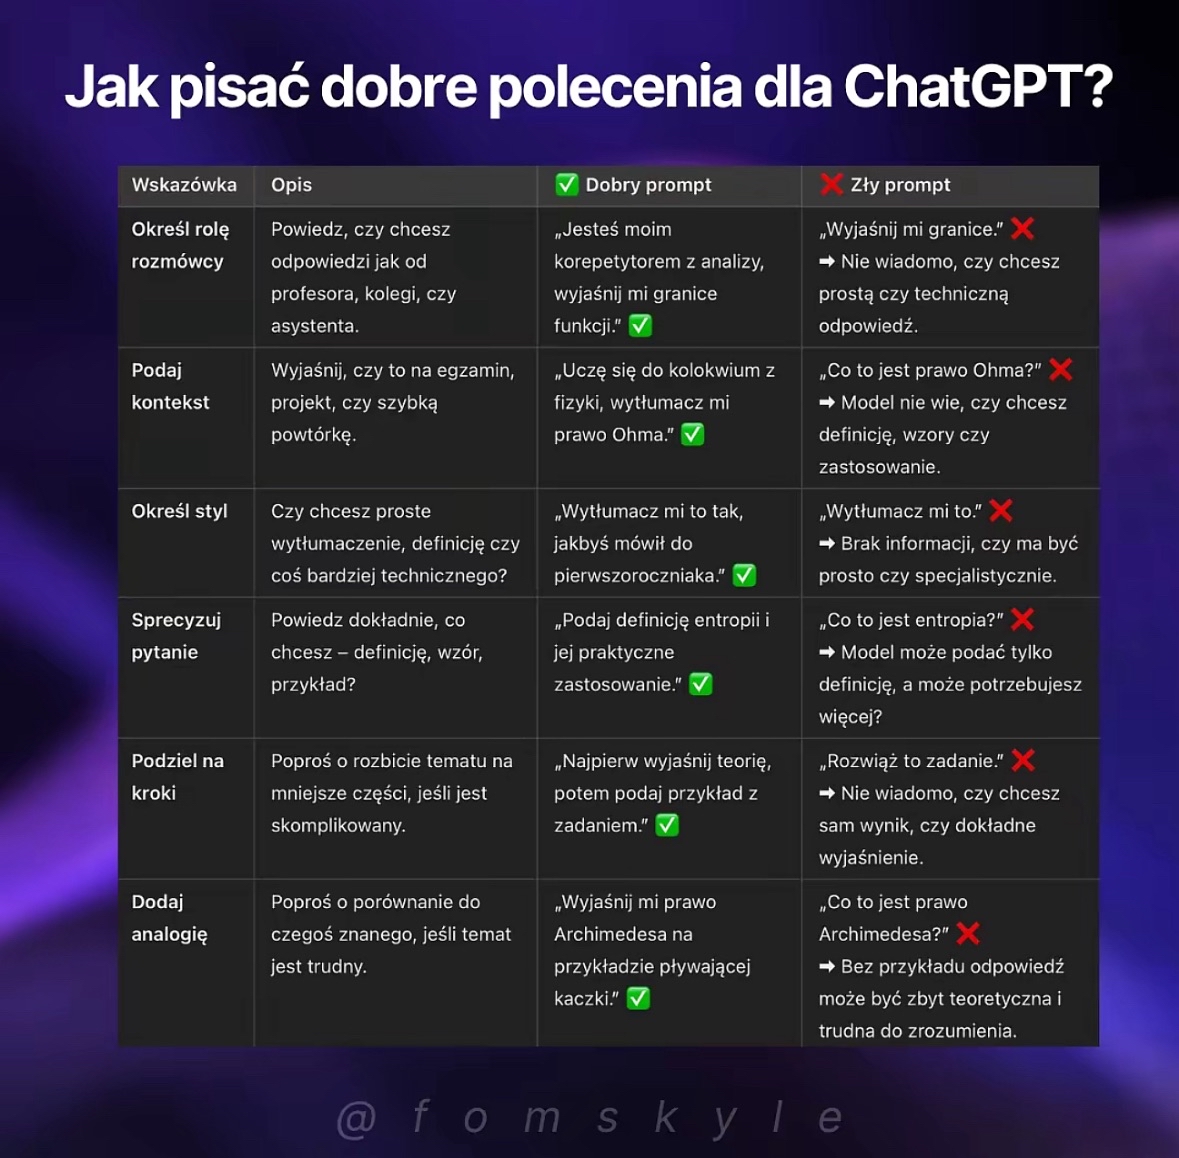 Jak pisać dobre polecenia dla ChatGPT?
Wskazówka
Opis
✅ Dobry prompt
❌ Zły prompt
Określ rolę
rozmówcy
Powiedz, czy chcesz
odpowiedzi jak od
profesora, kolegi, czy
asystenta.
„Jesteś moim
korepetytorem z analizy,
wyjaśnij mi granice
funkcji.” ✅
„Wyjaśnij mi granice.” ❌
➡ Nie wiadomo, czy chcesz
prostą czy techniczną
odpowiedź.
Podaj
kontekst
Wyjaśnij, czy to na egzamin,
projekt, czy szybką
powtórkę.
„Uczę się do kolokwium z
fizyki, wytłumacz mi
prawo Ohma.” ✅
„Co to jest prawo Ohma?” ❌
➡ Model nie wie, czy chcesz
definicję, wzory czy
zastosowanie.
Określ styl
Czy chcesz proste
wytłumaczenie, definicję czy
coś bardziej technicznego?
„Wytłumacz mi to tak,
jakbyś mówił do
pierwszoroczniaka.” ✅
„Wytłumacz mi to.” ❌
➡ Brak informacji, czy ma być
prosto czy specjalistycznie.
Sprecyzuj
pytanie
Powiedz dokładnie, co
chcesz – definicję, wzór,
przykład?
„Podaj definicję entropii i
jej praktyczne
zastosowanie.” ✅
„Co to jest entropia?” ❌
➡ Model może podać tylko
definicję, a może potrzebujesz
więcej?
Podziel na
kroki
Poproś o rozbicie tematu na
mniejsze części, jeśli jest
skomplikowany.
„Najpierw wyjaśnij teorię,
potem podaj przykład z
zadaniem.” ✅
„Rozwiąż to zadanie.” ❌
➡ Nie wiadomo, czy chcesz
sam wynik, czy dokładne
wyjaśnienie.
Dodaj
analogię
Poproś o porównanie do
czegoś znanego, jeśli temat
jest trudny.
„Wyjaśnij mi prawo
Archimedesa na
przykładzie pływającej
kaczki.” ✅
„Co to jest prawo
Archimedesa?” ❌
➡ Bez przykładu odpowiedź
może być zbyt teoretyczna i
trudna do zrozumienia.
@fomskyle